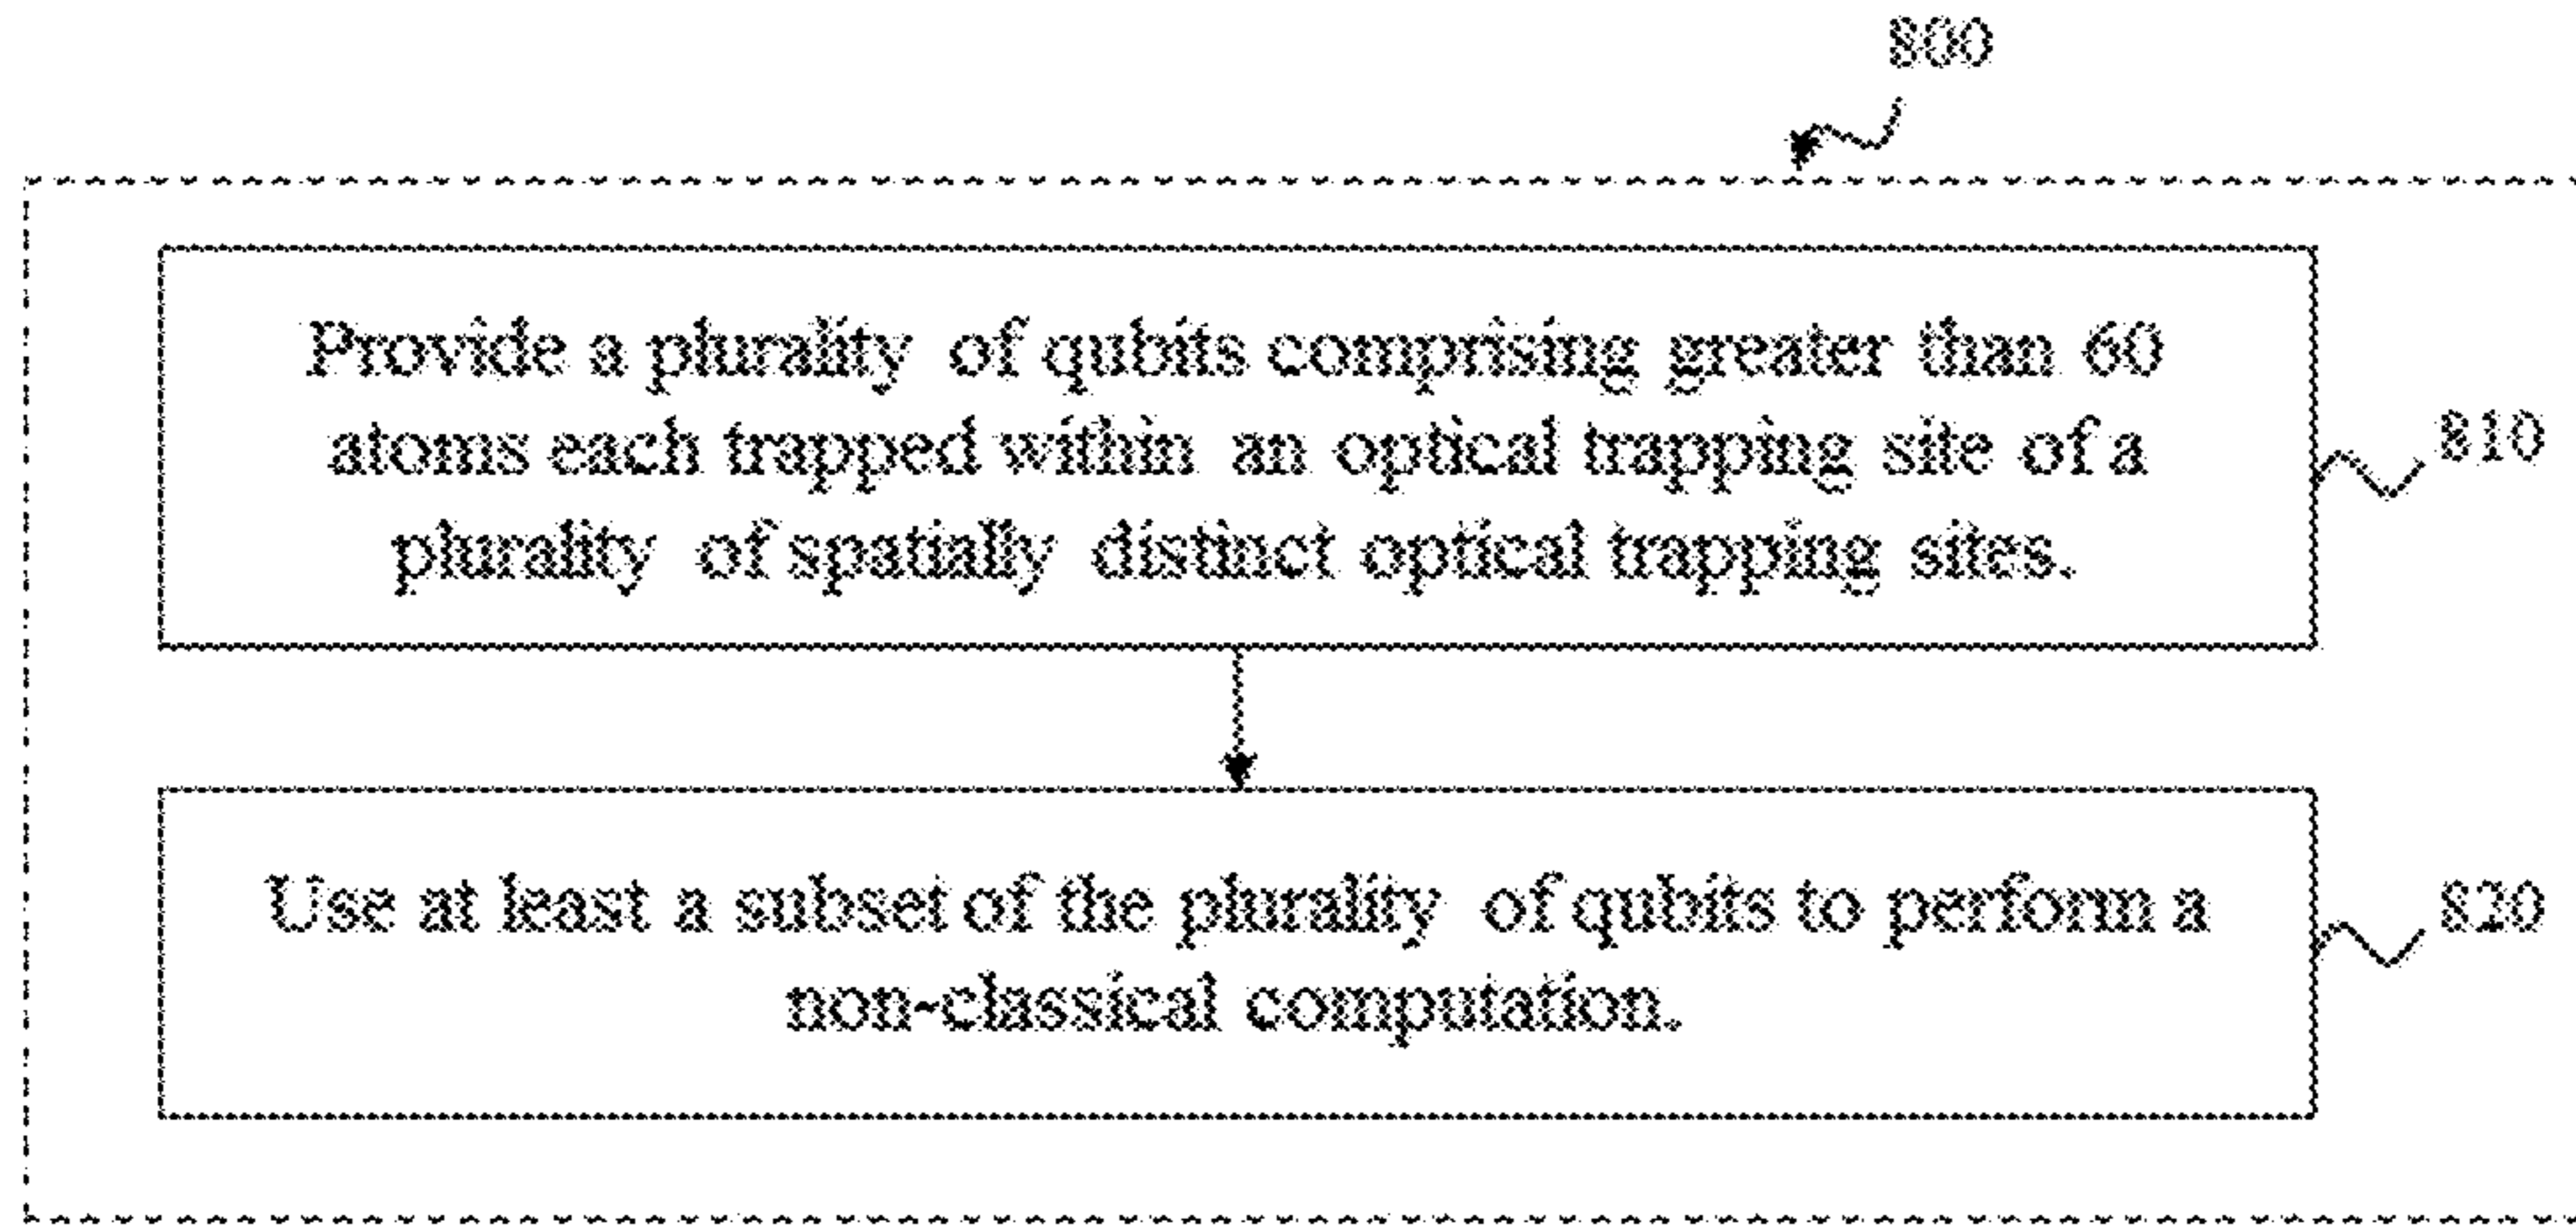 800
Provide a plurality of qubits comprising greater than 60
atoms each trapped within an optical trapping site of a
plurality of spatially distinct optical trapping sites.
810
Use at least a subset of the plurality of qubits to perform a
non-classical computation.
820